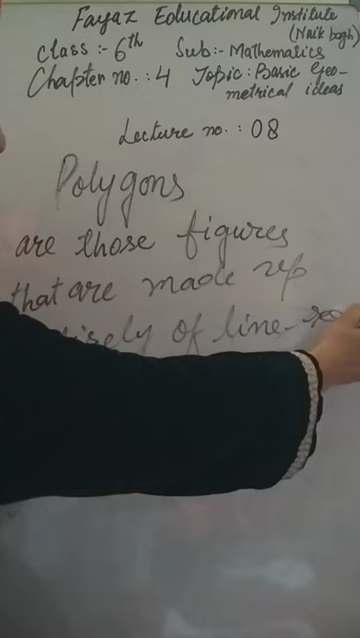 Fayaz Educational Institute
(Naik bagh)
Class :- 6th Sub:- Mathematics
Chapter no. : 4 Topic : Basic Geo-
metrical ideas
Lecture no. : 08
Polygons
are those figures
that are made up
of line-